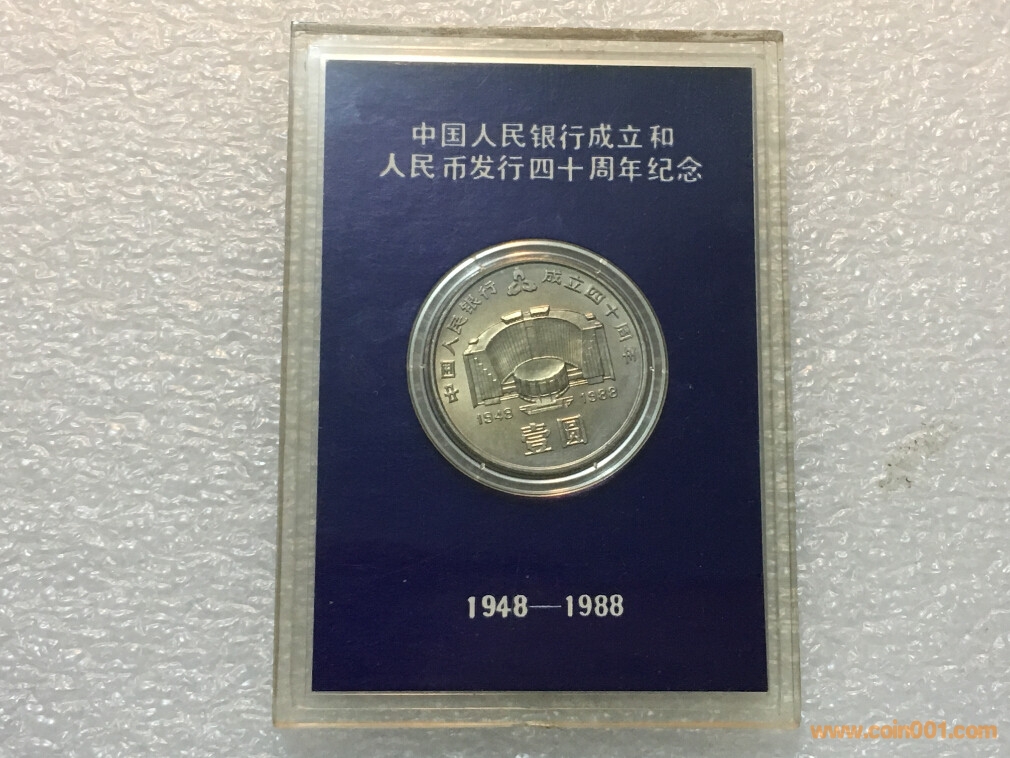 中国人民银行成立和
人民币发行四十周年纪念
中国人民银行 成立四十周年
1948 1988
壹圆
1948—1988
www.coin001.com